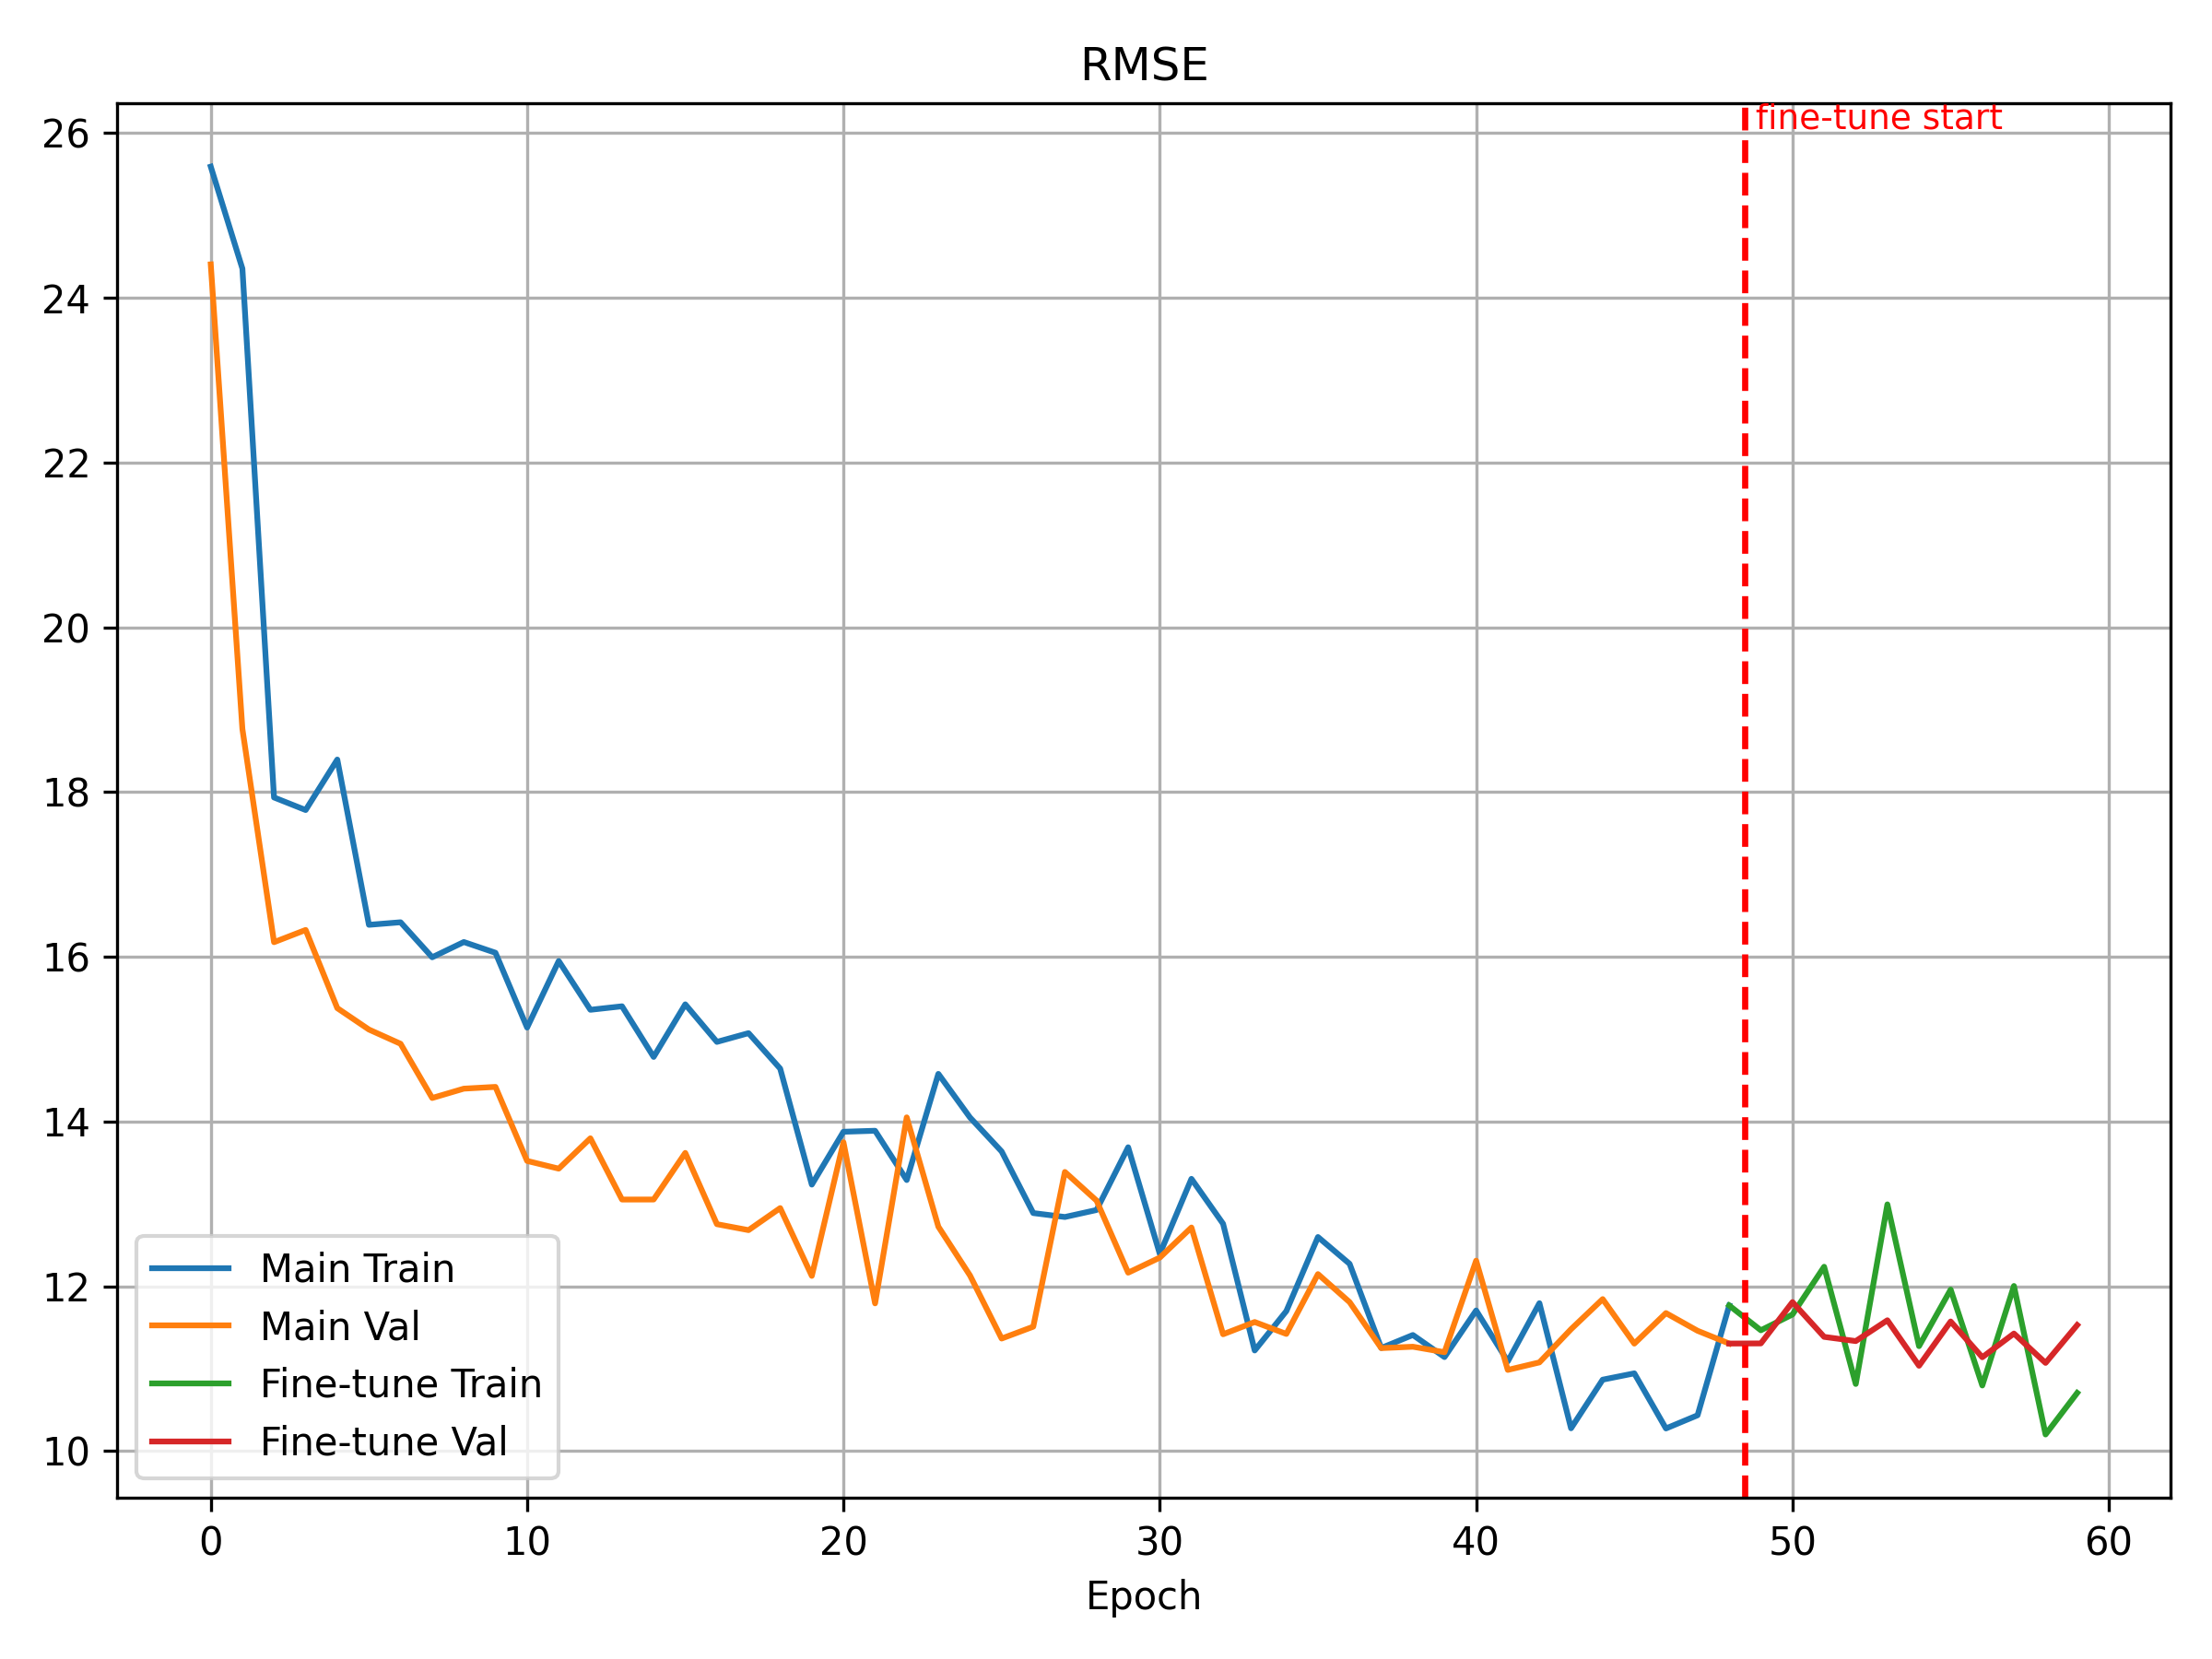 RMSE
fine-tune start
26
24
22
20
18
16
14
12
10
Main Train
Main Val
Fine-tune Train
Fine-tune Val
0 10 20 30 40 50 60
Epoch